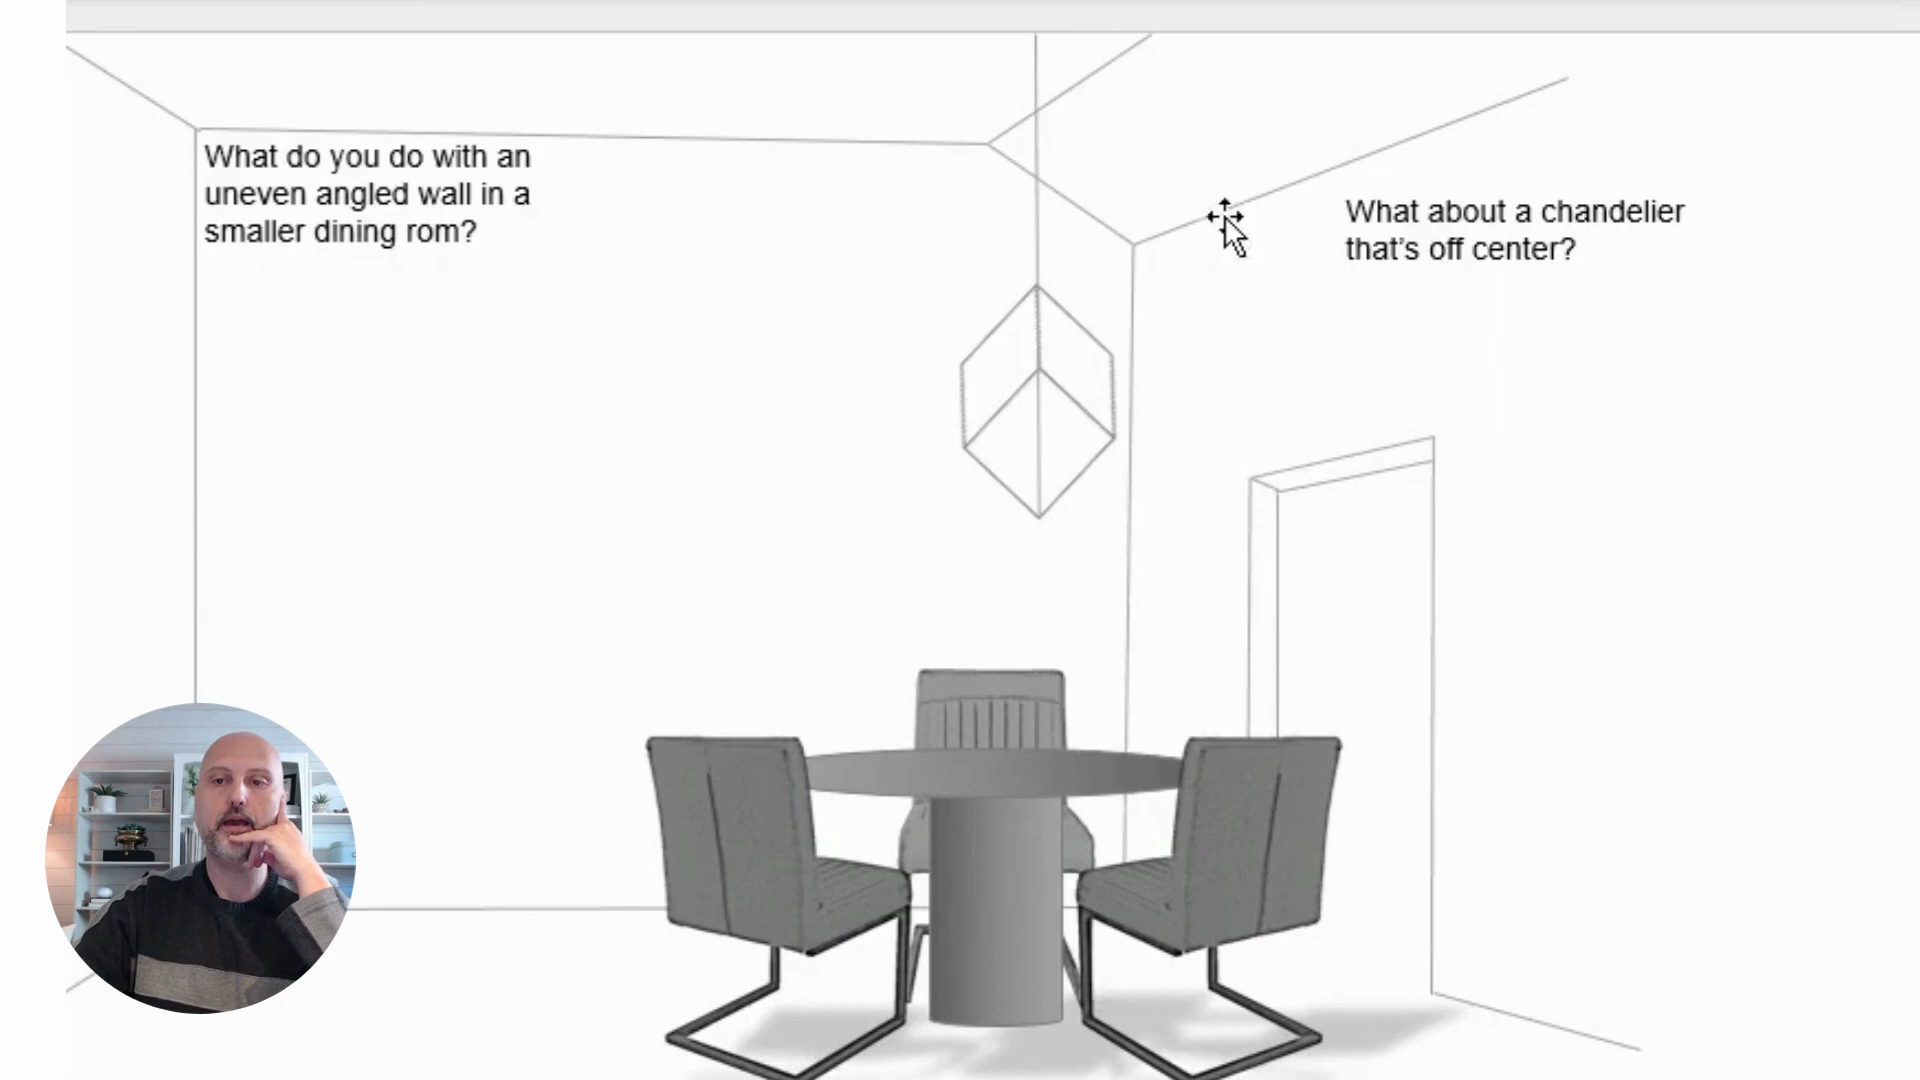 What do you do with an
uneven angled wall in a
smaller dining rom?
What about a chandelier
that's off center?